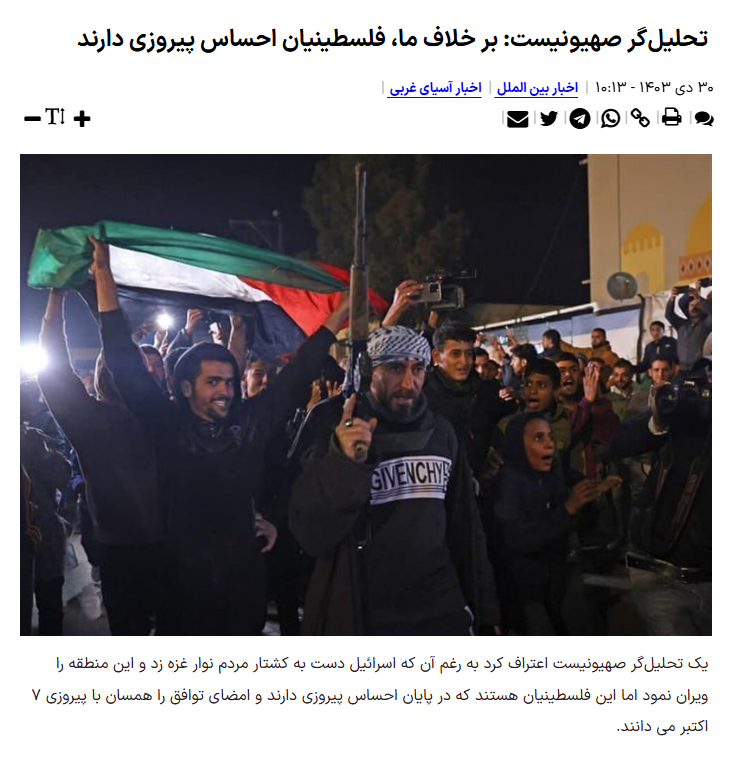 تحلیل‌گر صهیونیست: بر خلاف ما، فلسطینیان احساس پیروزی دارند
۳۰ دی ۱۴۰۳ - ۱۰:۱۳ | اخبار بین الملل | اخبار آسیای غربی |
GIVENCHY
یک تحلیل‌گر صهیونیست اعتراف کرد به رغم آن که اسرائیل دست به کشتار مردم نوار غزه زد و این منطقه را
ویران نمود اما این فلسطینیان هستند که در پایان احساس پیروزی دارند و امضای توافق را همسان با پیروزی ۷
اکتبر می دانند.